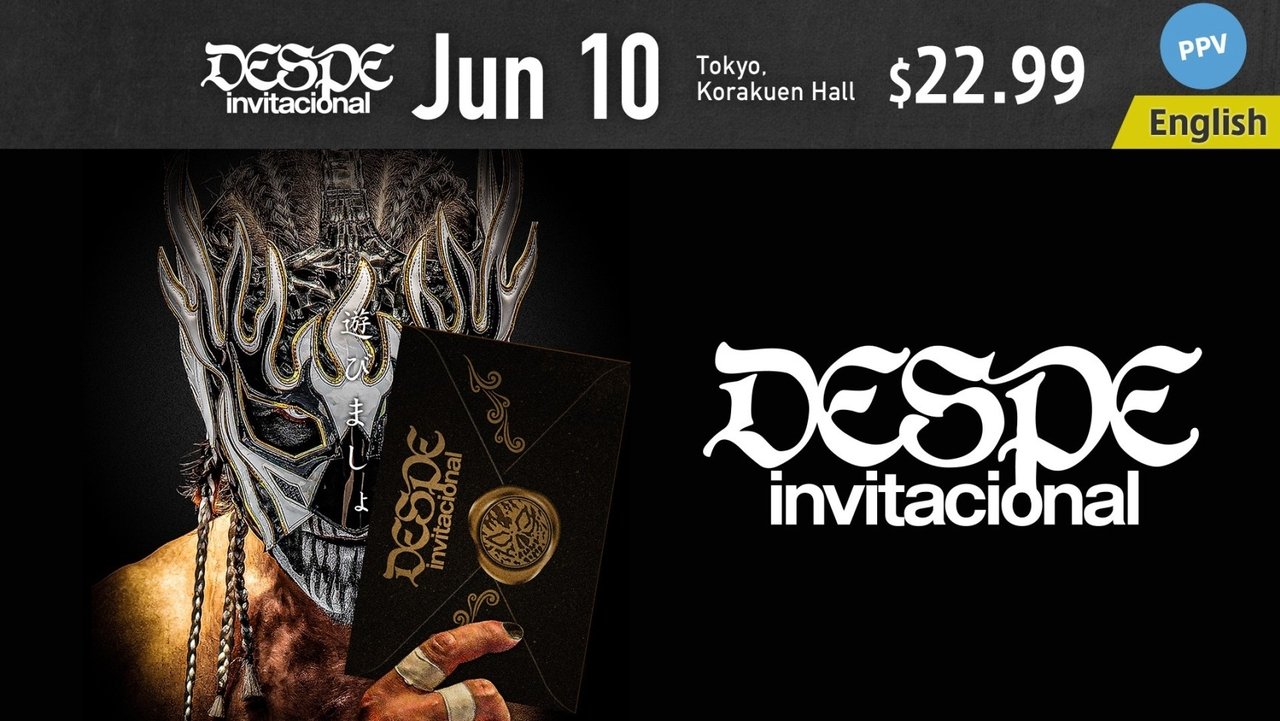 DESPE
invitacional
Jun 10
Tokyo,
Korakuen Hall
$22.99
PPV
English
遊びましょ
DESPE
invitacional
DESPE
invitacional